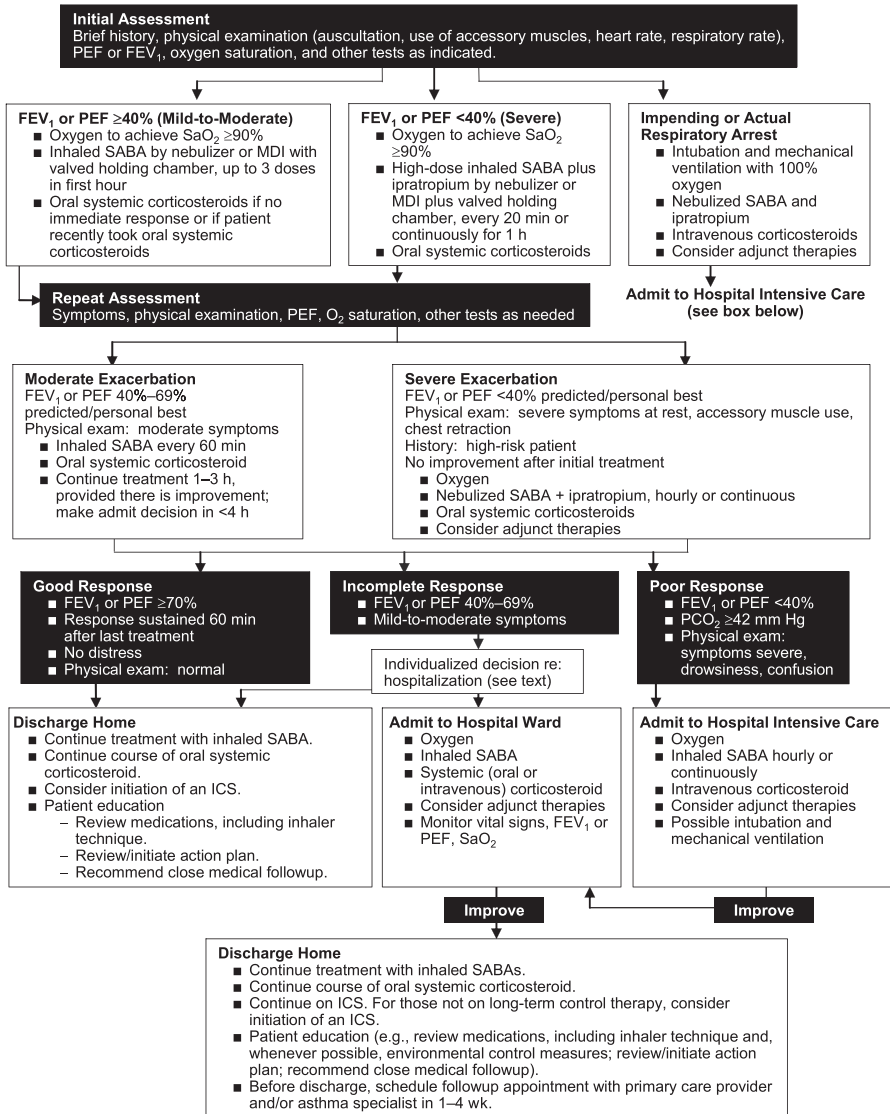 Initial Assessment
Brief history, physical examination (auscultation, use of accessory muscles, heart rate, respiratory rate),
PEF or FEV₁, oxygen saturation, and other tests as indicated.
FEV₁ or PEF ≥40% (Mild-to-Moderate)
■ Oxygen to achieve SaO₂ ≥90%
■ Inhaled SABA by nebulizer or MDI with
valved holding chamber, up to 3 doses
in first hour
■ Oral systemic corticosteroids if no
immediate response or if patient
recently took oral systemic
corticosteroids
FEV₁ or PEF <40% (Severe)
■ Oxygen to achieve SaO₂
≥90%
■ High-dose inhaled SABA plus
ipratropium by nebulizer or
MDI plus valved holding
chamber, every 20 min or
continuously for 1 h
■ Oral systemic corticosteroids
Impending or Actual
Respiratory Arrest
■ Intubation and mechanical
ventilation with 100%
oxygen
■ Nebulized SABA and
ipratropium
■ Intravenous corticosteroids
■ Consider adjunct therapies
Admit to Hospital Intensive Care
(see box below)
Repeat Assessment
Symptoms, physical examination, PEF, O₂ saturation, other tests as needed
Moderate Exacerbation
FEV₁ or PEF 40%–69%
predicted/personal best
Physical exam: moderate symptoms
■ Inhaled SABA every 60 min
■ Oral systemic corticosteroid
■ Continue treatment 1–3 h,
provided there is improvement;
make admit decision in <4 h
Severe Exacerbation
FEV₁ or PEF <40% predicted/personal best
Physical exam: severe symptoms at rest, accessory muscle use,
chest retraction
History: high-risk patient
No improvement after initial treatment
■ Oxygen
■ Nebulized SABA + ipratropium, hourly or continuous
■ Oral systemic corticosteroids
■ Consider adjunct therapies
Good Response
■ FEV₁ or PEF ≥70%
■ Response sustained 60 min
after last treatment
■ No distress
■ Physical exam: normal
Incomplete Response
■ FEV₁ or PEF 40%–69%
■ Mild-to-moderate symptoms
Poor Response
■ FEV₁ or PEF <40%
■ PCO₂ ≥42 mm Hg
■ Physical exam:
symptoms severe,
drowsiness, confusion
Individualized decision re:
hospitalization (see text)
Discharge Home
■ Continue treatment with inhaled SABA.
■ Continue course of oral systemic
corticosteroid.
■ Consider initiation of an ICS.
■ Patient education
– Review medications, including inhaler
technique.
– Review/initiate action plan.
– Recommend close medical followup.
Admit to Hospital Ward
■ Oxygen
■ Inhaled SABA
■ Systemic (oral or
intravenous) corticosteroid
■ Consider adjunct therapies
■ Monitor vital signs, FEV₁ or
PEF, SaO₂
Admit to Hospital Intensive Care
■ Oxygen
■ Inhaled SABA hourly or
continuously
■ Intravenous corticosteroid
■ Consider adjunct therapies
■ Possible intubation and
mechanical ventilation
Improve
Improve
Discharge Home
■ Continue treatment with inhaled SABAs.
■ Continue course of oral systemic corticosteroid.
■ Continue on ICS. For those not on long-term control therapy, consider
initiation of an ICS.
■ Patient education (e.g., review medications, including inhaler technique and,
whenever possible, environmental control measures; review/initiate action
plan; recommend close medical followup).
■ Before discharge, schedule followup appointment with primary care provider
and/or asthma specialist in 1–4 wk.